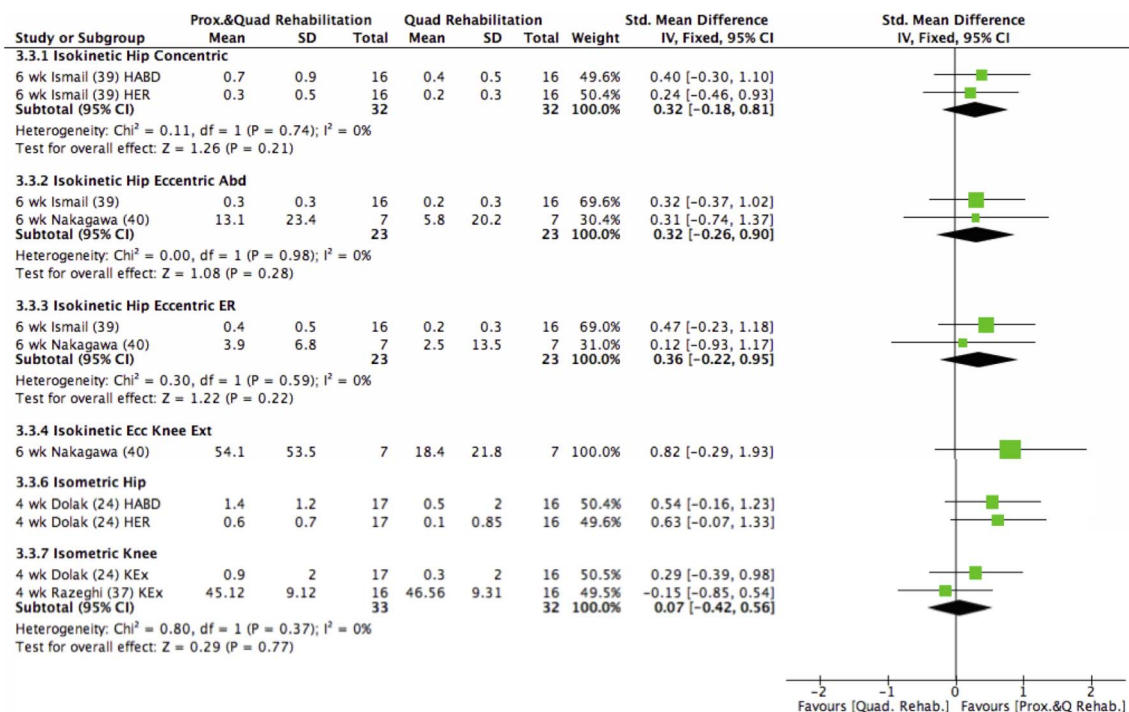 Prox.&Quad Rehabilitation Quad Rehabilitation Std. Mean Difference Std. Mean Difference
Study or Subgroup Mean SD Total Mean SD Total Weight IV, Fixed, 95% CI IV, Fixed, 95% CI
3.3.1 Isokinetic Hip Concentric
6 wk Ismail (39) HABD 0.7 0.9 16 0.4 0.5 16 49.6% 0.40 [-0.30, 1.10]
6 wk Ismail (39) HER 0.3 0.5 16 0.2 0.3 16 50.4% 0.24 [-0.46, 0.93]
Subtotal (95% CI) 32 32 100.0% 0.32 [-0.18, 0.81]
Heterogeneity: Chi² = 0.11, df = 1 (P = 0.74); I² = 0%
Test for overall effect: Z = 1.26 (P = 0.21)
3.3.2 Isokinetic Hip Eccentric Abd
6 wk Ismail (39) 0.3 0.3 16 0.2 0.3 16 69.6% 0.32 [-0.37, 1.02]
6 wk Nakagawa (40) 13.1 23.4 7 5.8 20.2 7 30.4% 0.31 [-0.74, 1.37]
Subtotal (95% CI) 23 23 100.0% 0.32 [-0.26, 0.90]
Heterogeneity: Chi² = 0.00, df = 1 (P = 0.98); I² = 0%
Test for overall effect: Z = 1.08 (P = 0.28)
3.3.3 Isokinetic Hip Eccentric ER
6 wk Ismail (39) 0.4 0.5 16 0.2 0.3 16 69.0% 0.47 [-0.23, 1.18]
6 wk Nakagawa (40) 3.9 6.8 7 2.5 13.5 7 31.0% 0.12 [-0.93, 1.17]
Subtotal (95% CI) 23 23 100.0% 0.36 [-0.22, 0.95]
Heterogeneity: Chi² = 0.30, df = 1 (P = 0.59); I² = 0%
Test for overall effect: Z = 1.22 (P = 0.22)
3.3.4 Isokinetic Ecc Knee Ext
6 wk Nakagawa (40) 54.1 53.5 7 18.4 21.8 7 100.0% 0.82 [-0.29, 1.93]
3.3.6 Isometric Hip
4 wk Dolak (24) HABD 1.4 1.2 17 0.5 2 16 50.4% 0.54 [-0.16, 1.23]
4 wk Dolak (24) HER 0.6 0.7 17 0.1 0.85 16 49.6% 0.63 [-0.07, 1.33]
3.3.7 Isometric Knee
4 wk Dolak (24) KEx 0.9 2 17 0.3 2 16 50.5% 0.29 [-0.39, 0.98]
4 wk Razeghi (37) KEx 45.12 9.12 16 46.56 9.31 16 49.5% -0.15 [-0.85, 0.54]
Subtotal (95% CI) 33 32 100.0% 0.07 [-0.42, 0.56]
Heterogeneity: Chi² = 0.80, df = 1 (P = 0.37); I² = 0%
Test for overall effect: Z = 0.29 (P = 0.77)
-2 -1 0 1 2
Favours [Quad. Rehab.] Favours [Prox.&Q Rehab.]